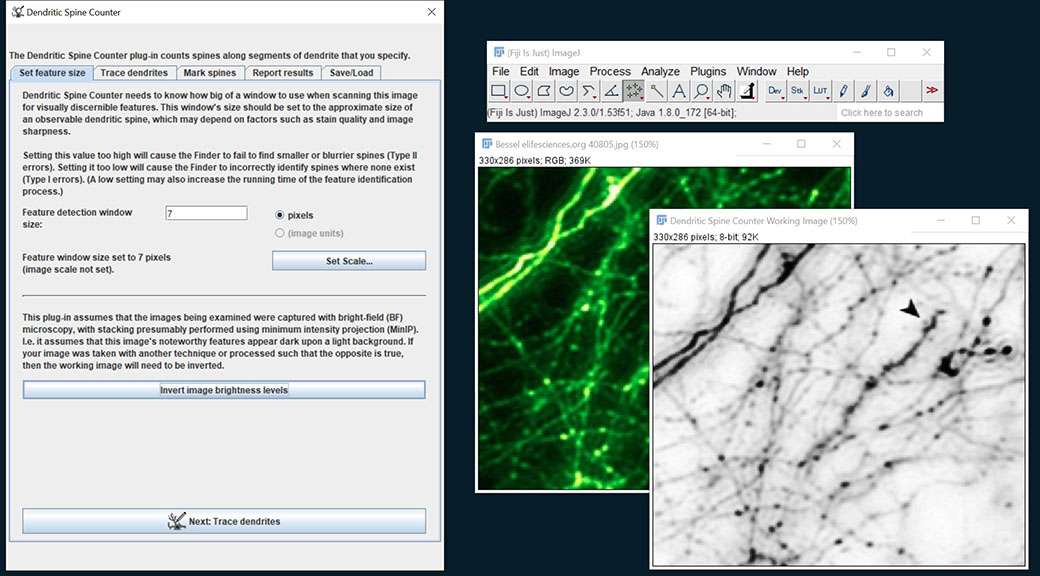 Dendritic Spine Counter
The Dendritic Spine Counter plug-in counts spines along segments of dendrite that you specify.
Set feature size
Trace dendrites
Mark spines
Report results
Save/Load
Dendritic Spine Counter needs to know how big of a window to use when scanning this image
for visually discernible features. This window's size should be set to the approximate size of
an observable dendritic spine, which may depend on factors such as stain quality and image
sharpness.
Setting this value too high will cause the Finder to fail to find smaller or blurrier spines (Type II
errors). Setting it too low will cause the Finder to incorrectly identify spines where none exist
(Type I errors). (A low setting may also increase the running time of the feature identification
process.)
Feature detection window
size:
7
pixels
(image units)
Feature window size set to 7 pixels
(image scale not set).
Set Scale...
This plug-in assumes that the images being examined were captured with bright-field (BF)
microscopy, with stacking presumably performed using minimum intensity projection (MinIP).
I.e. it assumes that this image's noteworthy features appear dark upon a light background. If
your image was taken with another technique or processed such that the opposite is true,
then the working image will need to be inverted.
Invert image brightness levels
Next: Trace dendrites
(Fiji Is Just) ImageJ
File Edit Image Process Analyze Plugins Window Help
A
Dev Stk LUT
>>
(Fiji Is Just) ImageJ 2.3.0/1.53f51; Java 1.8.0_172 [64-bit];
Click here to search
Bessel elifesciences.org 40805.jpg (150%)
330x286 pixels; RGB; 369K
Dendritic Spine Counter Working Image (150%)
330x286 pixels; 8-bit; 92K